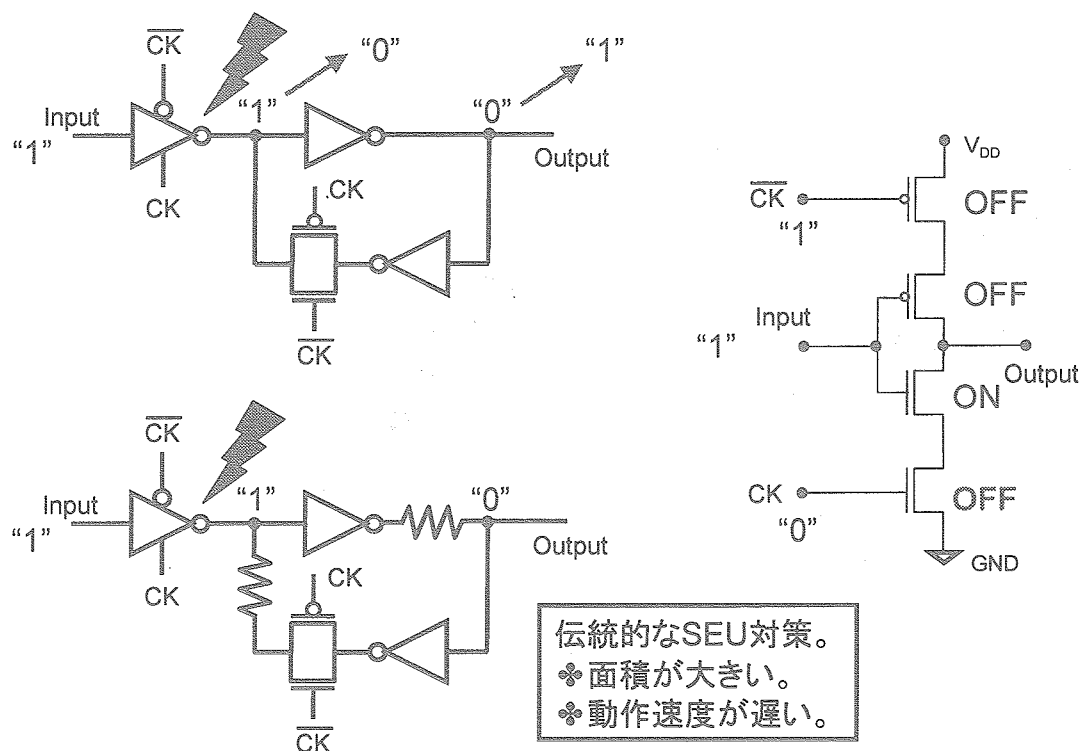 CK
"0"
"1"
Input
"1"
"1"
"0"
Output
CK
.CK
CK
CK
Input
"1"
"1"
"0"
Output
CK
CK
CK
V_DD
CK
OFF
"1"
OFF
Input
"1"
Output
ON
CK
OFF
"0"
GND
伝統的なSEU対策。
❖面積が大きい。
❖動作速度が遅い。